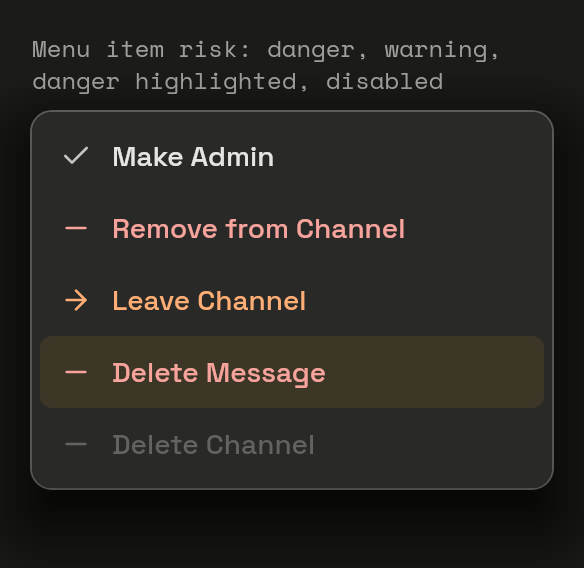 Menu item risk: danger, warning,
danger highlighted, disabled
Make Admin
Remove from Channel
Leave Channel
Delete Message
Delete Channel